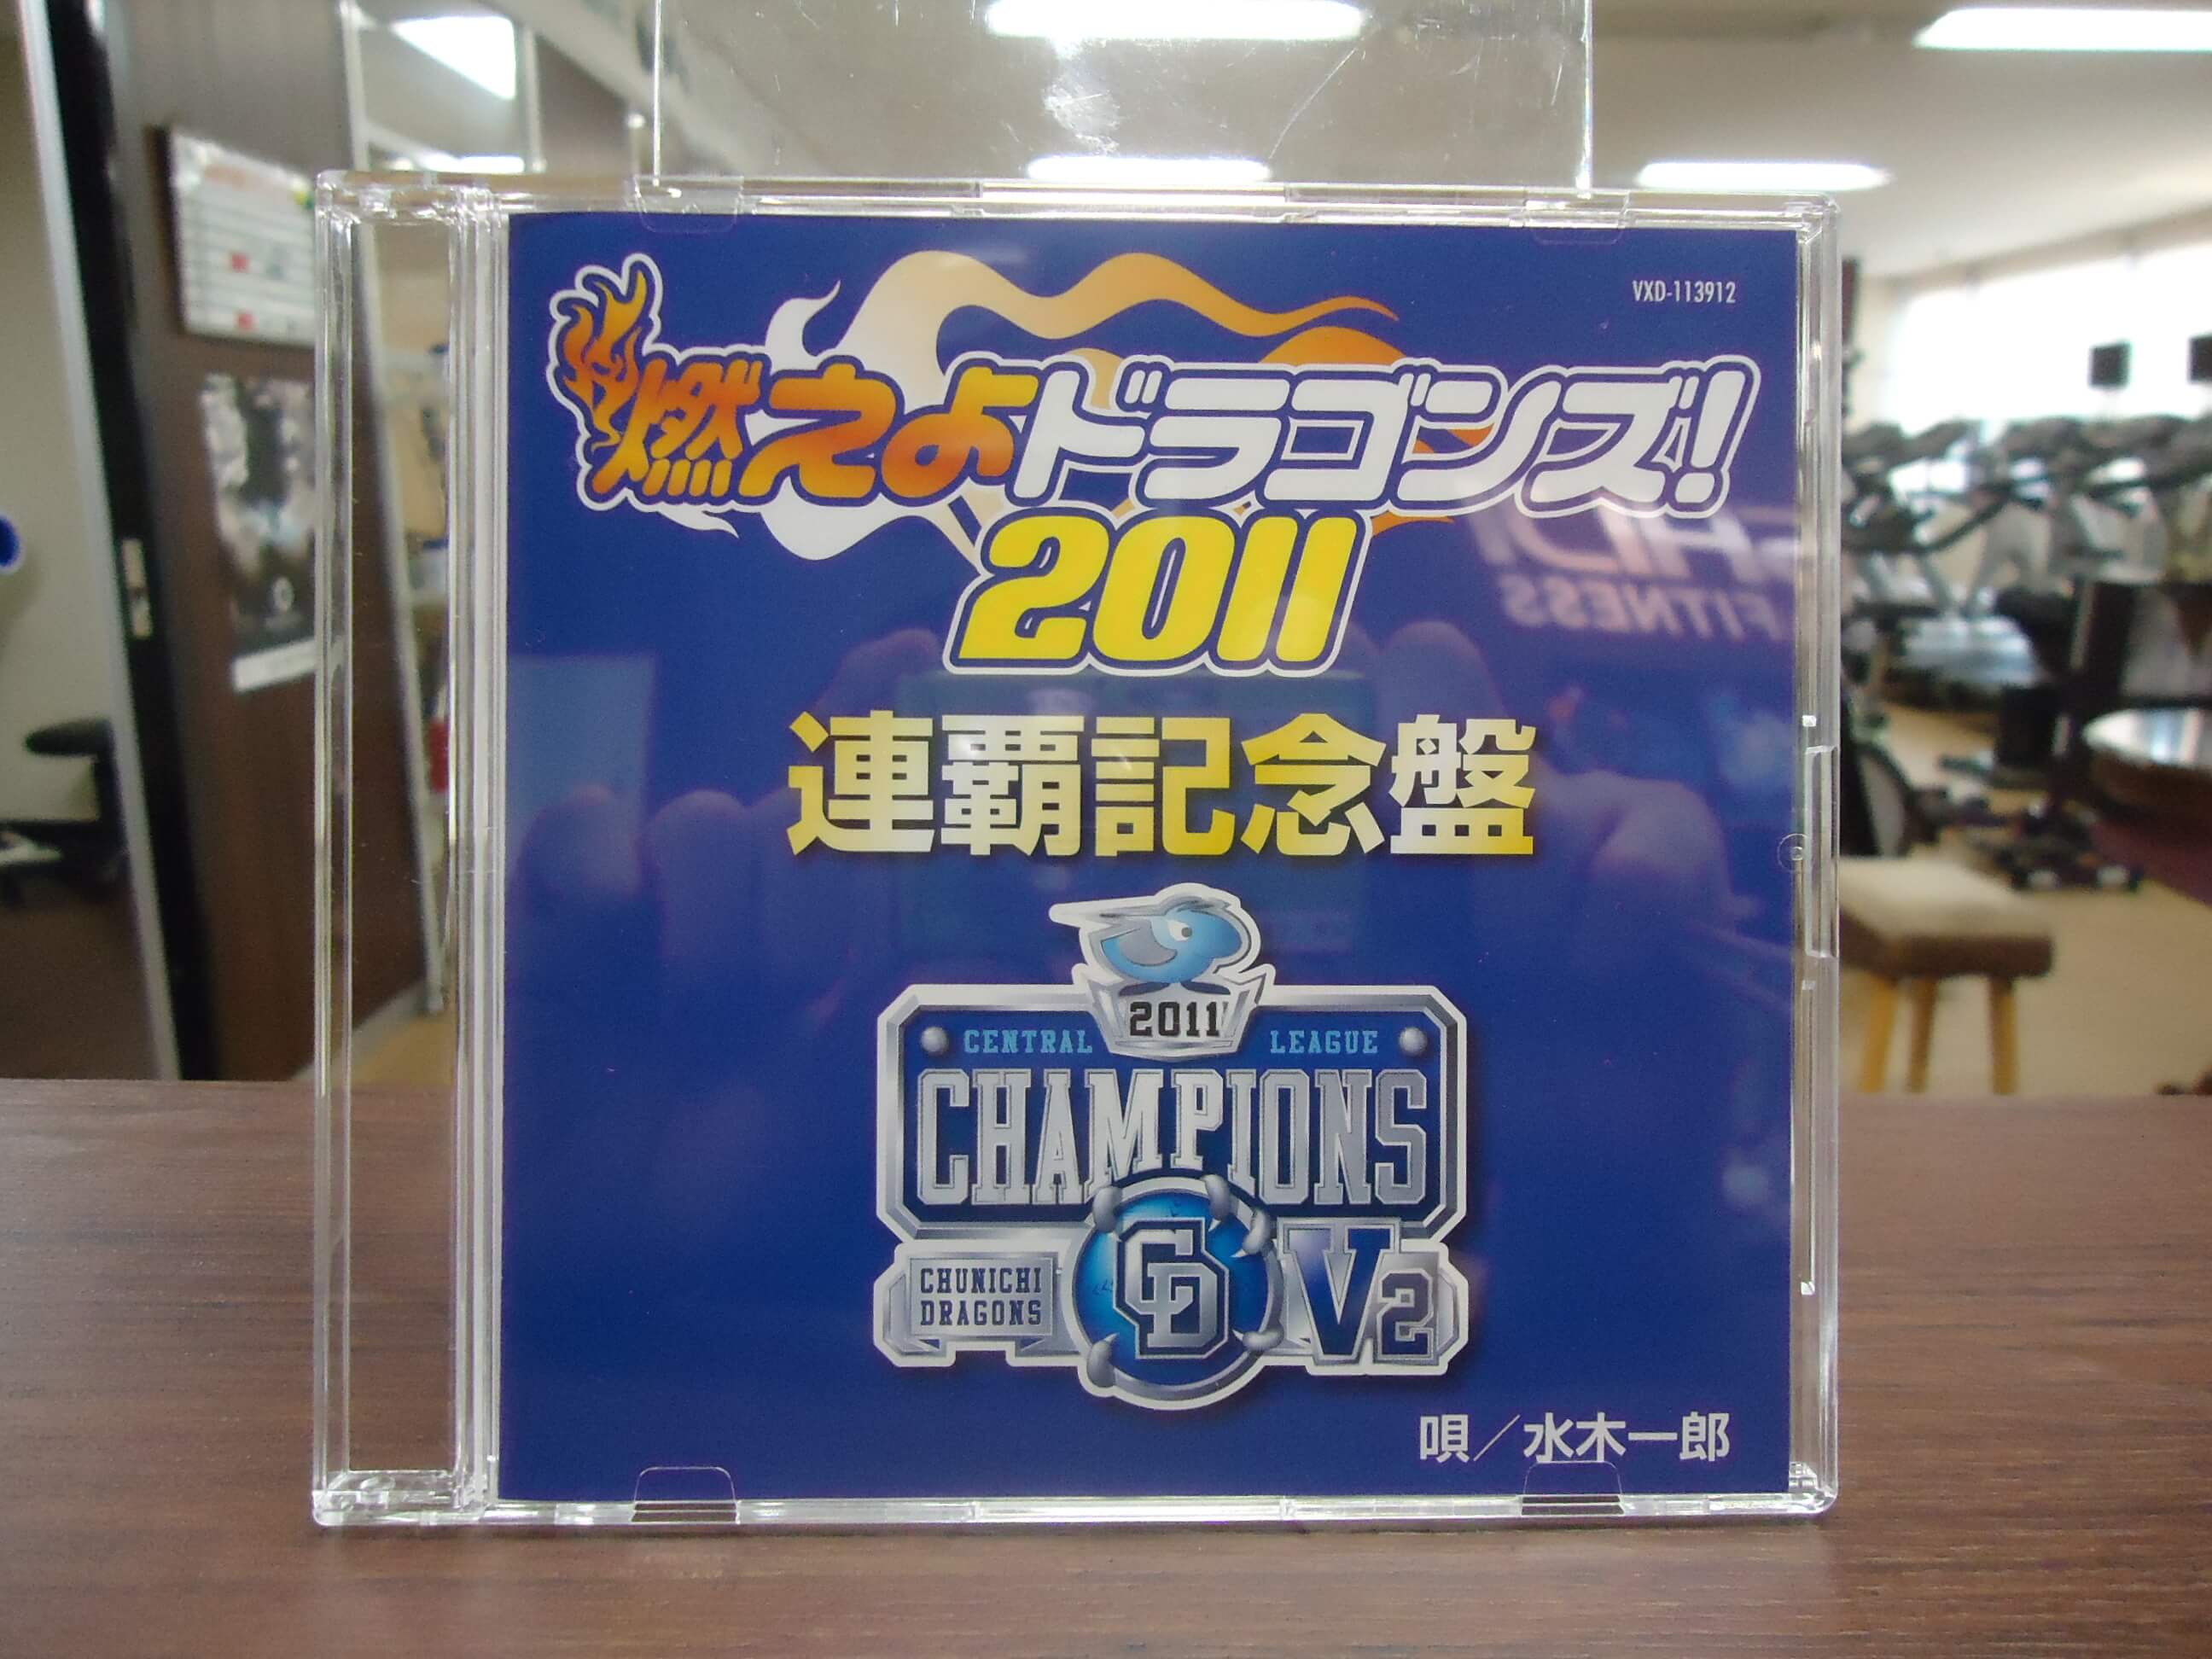 VXD-113912
燃えよドラゴンズ!
2011
連覇記念盤
2011
CENTRAL LEAGUE
CHAMPIONS
CHUNICHI
DRAGONS
CD
V2
唄／水木一郎
FITNESS